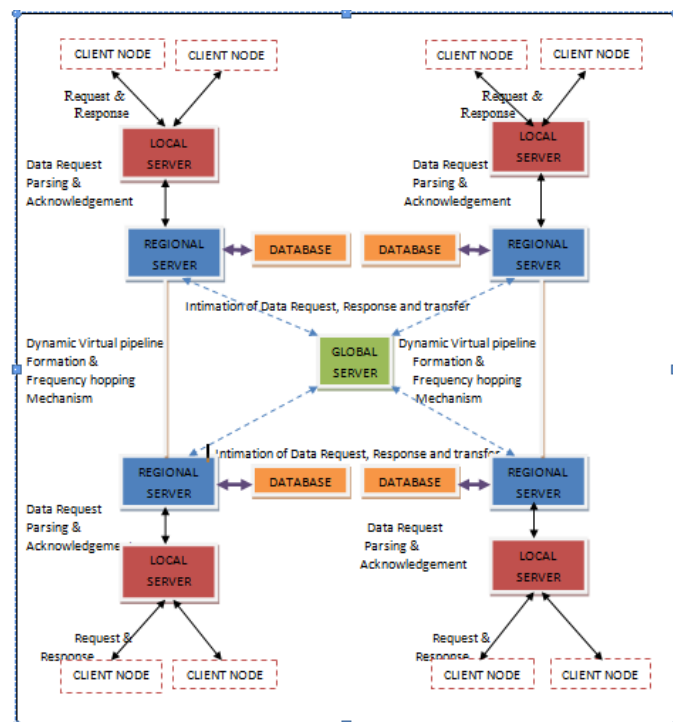 CLIENT NODE
CLIENT NODE
CLIENT NODE
CLIENT NODE
Request &
Response
Request &
Response
LOCAL
SERVER
LOCAL
SERVER
Data Request
Parsing &
Acknowledgement
Data Request
Parsing &
Acknowledgement
REGIONAL
SERVER
DATABASE
DATABASE
REGIONAL
SERVER
Intimation of Data Request, Response and transfer
Dynamic Virtual pipeline
Formation &
Frequency hopping
Mechanism
GLOBAL
SERVER
Dynamic Virtual pipeline
Formation &
Frequency hopping
Mechanism
Intimation of Data Request, Response and transfer
REGIONAL
SERVER
DATABASE
DATABASE
REGIONAL
SERVER
Data Request
Parsing &
Acknowledgement
Data Request
Parsing &
Acknowledgement
LOCAL
SERVER
LOCAL
SERVER
Request &
Response
Request &
Response
CLIENT NODE
CLIENT NODE
CLIENT NODE
CLIENT NODE